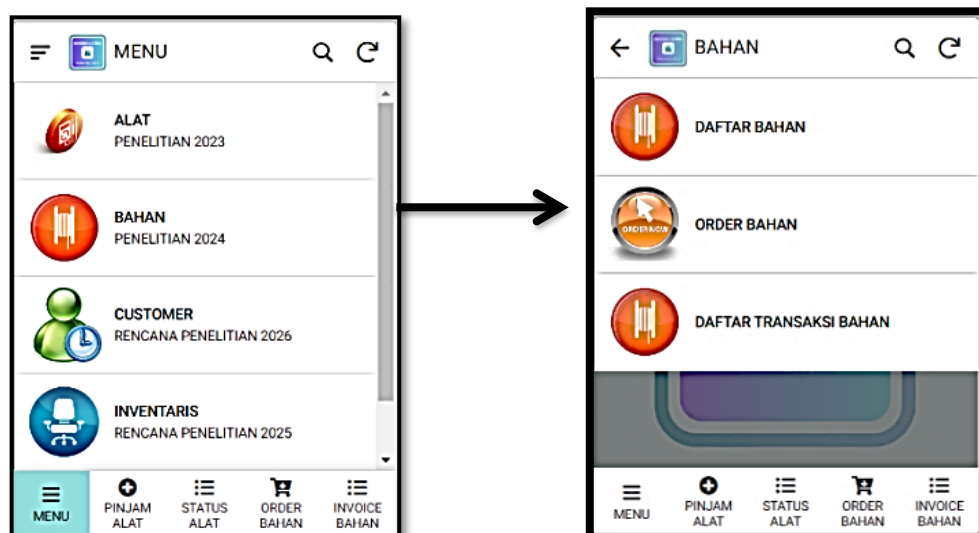 MENU
ALAT
PENELITIAN 2023
BAHAN
PENELITIAN 2024
CUSTOMER
RENCANA PENELITIAN 2026
INVENTARIS
RENCANA PENELITIAN 2025
MENU
PINJAM
ALAT
STATUS
ALAT
ORDER
BAHAN
INVOICE
BAHAN
BAHAN
DAFTAR BAHAN
ORDER NOW
ORDER BAHAN
DAFTAR TRANSAKSI BAHAN
MENU
PINJAM
ALAT
STATUS
ALAT
ORDER
BAHAN
INVOICE
BAHAN